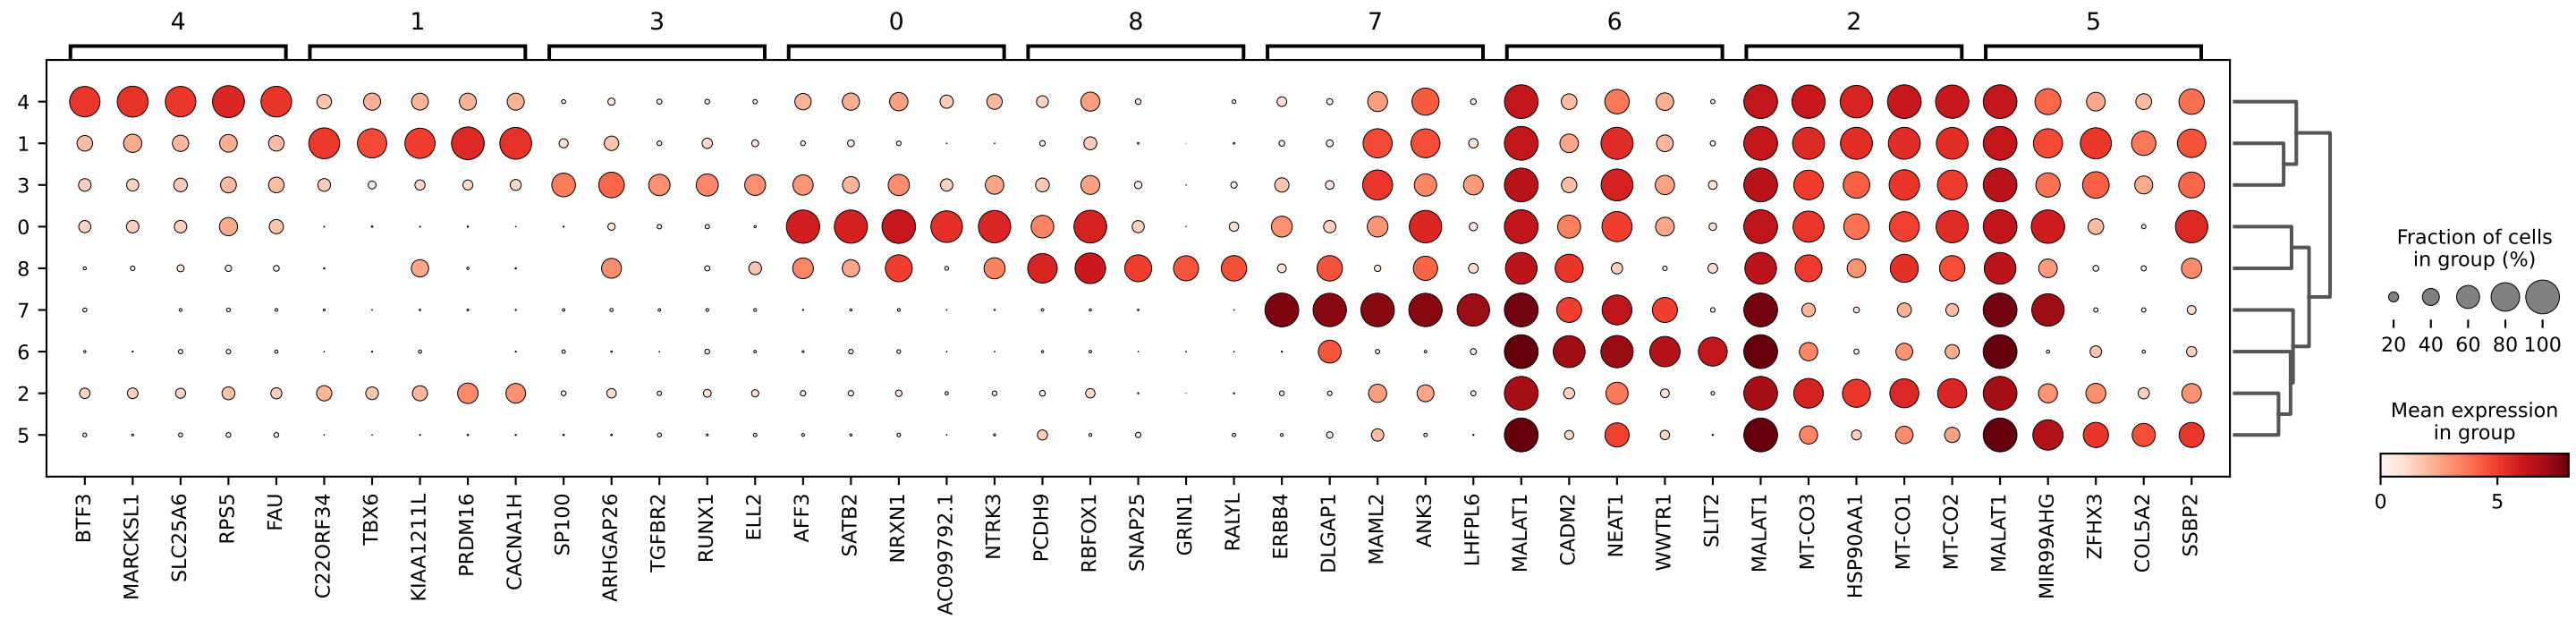 4 1 3 0 8 7 6 2 5
4
1
3
0
8
7
6
2
5
BTF3 MARCKSL1 SLC25A6 RPS5 FAU C22ORF34 TBX6 KIAA1211L PRDM16 CACNA1H SP100 ARHGAP26 TGFBR2 RUNX1 ELL2 AFF3 SATB2 NRXN1 AC099792.1 NTRK3 PCDH9 RBFOX1 SNAP25 GRIN1 RALYL ERBB4 DLGAP1 MAML2 ANK3 LHFPL6 MALAT1 CADM2 NEAT1 WWTR1 SLIT2 MALAT1 MT-CO3 HSP90AA1 MT-CO1 MT-CO2 MALAT1 MIR99AHG ZFHX3 COL5A2 SSBP2
Fraction of cells
in group (%)
20 40 60 80 100
Mean expression
in group
0 5